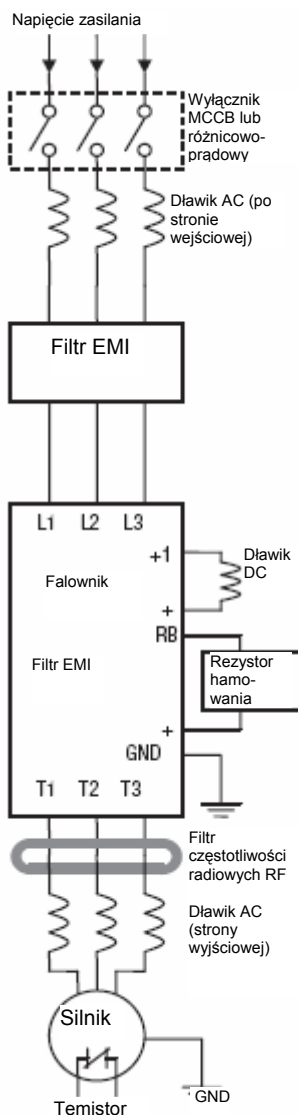 Napięcie zasilania
Wyłącznik
MCCB lub
różnicowo-
prądowy
Dławik AC (po
stronie
wejściowej)
Filtr EMI
L1 L2 L3
+1
Dławik
DC
Falownik
+
RB
Filtr EMI
Rezystor
hamo-
wania
+
GND
T1 T2 T3
Filtr
częstotliwości
radiowych RF
Dławik AC
(strony
wyjściowej)
Silnik
GND
Temistor